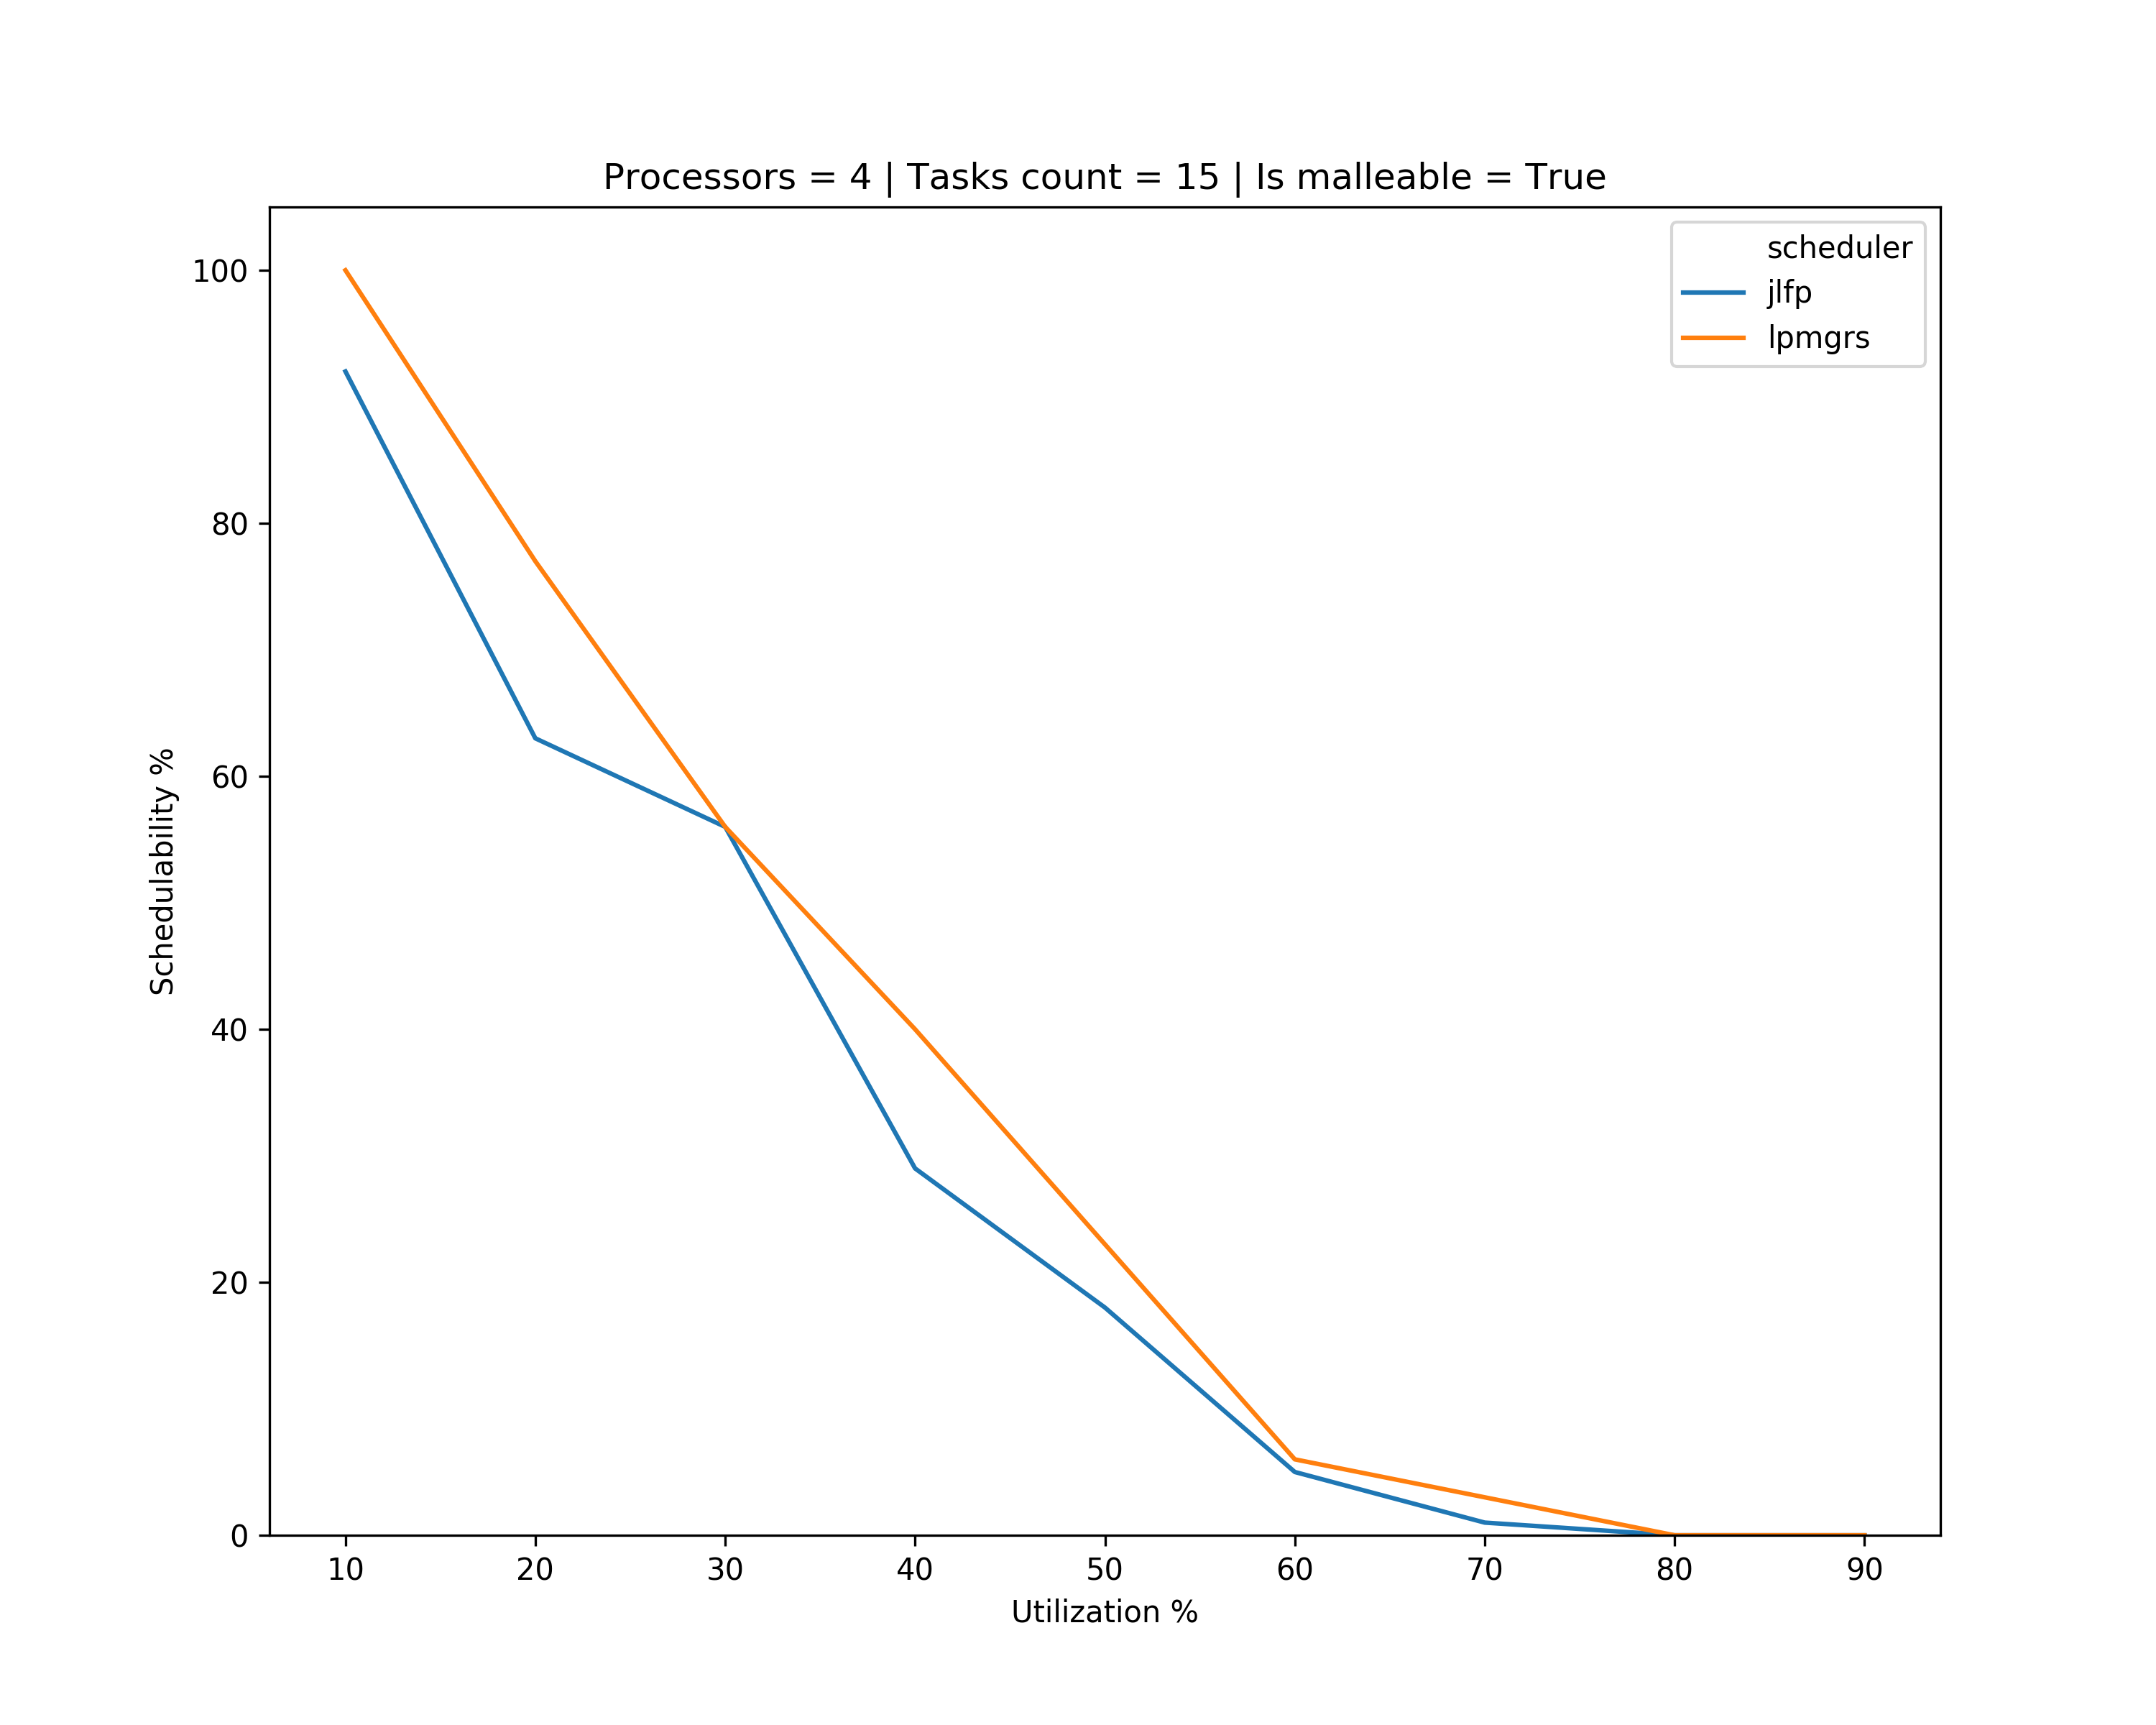 Processors = 4 | Tasks count = 15 | Is malleable = True
scheduler
jlfp
lpmgrs
Schedulability %
100
80
60
40
20
0
10 20 30 40 50 60 70 80 90
Utilization %